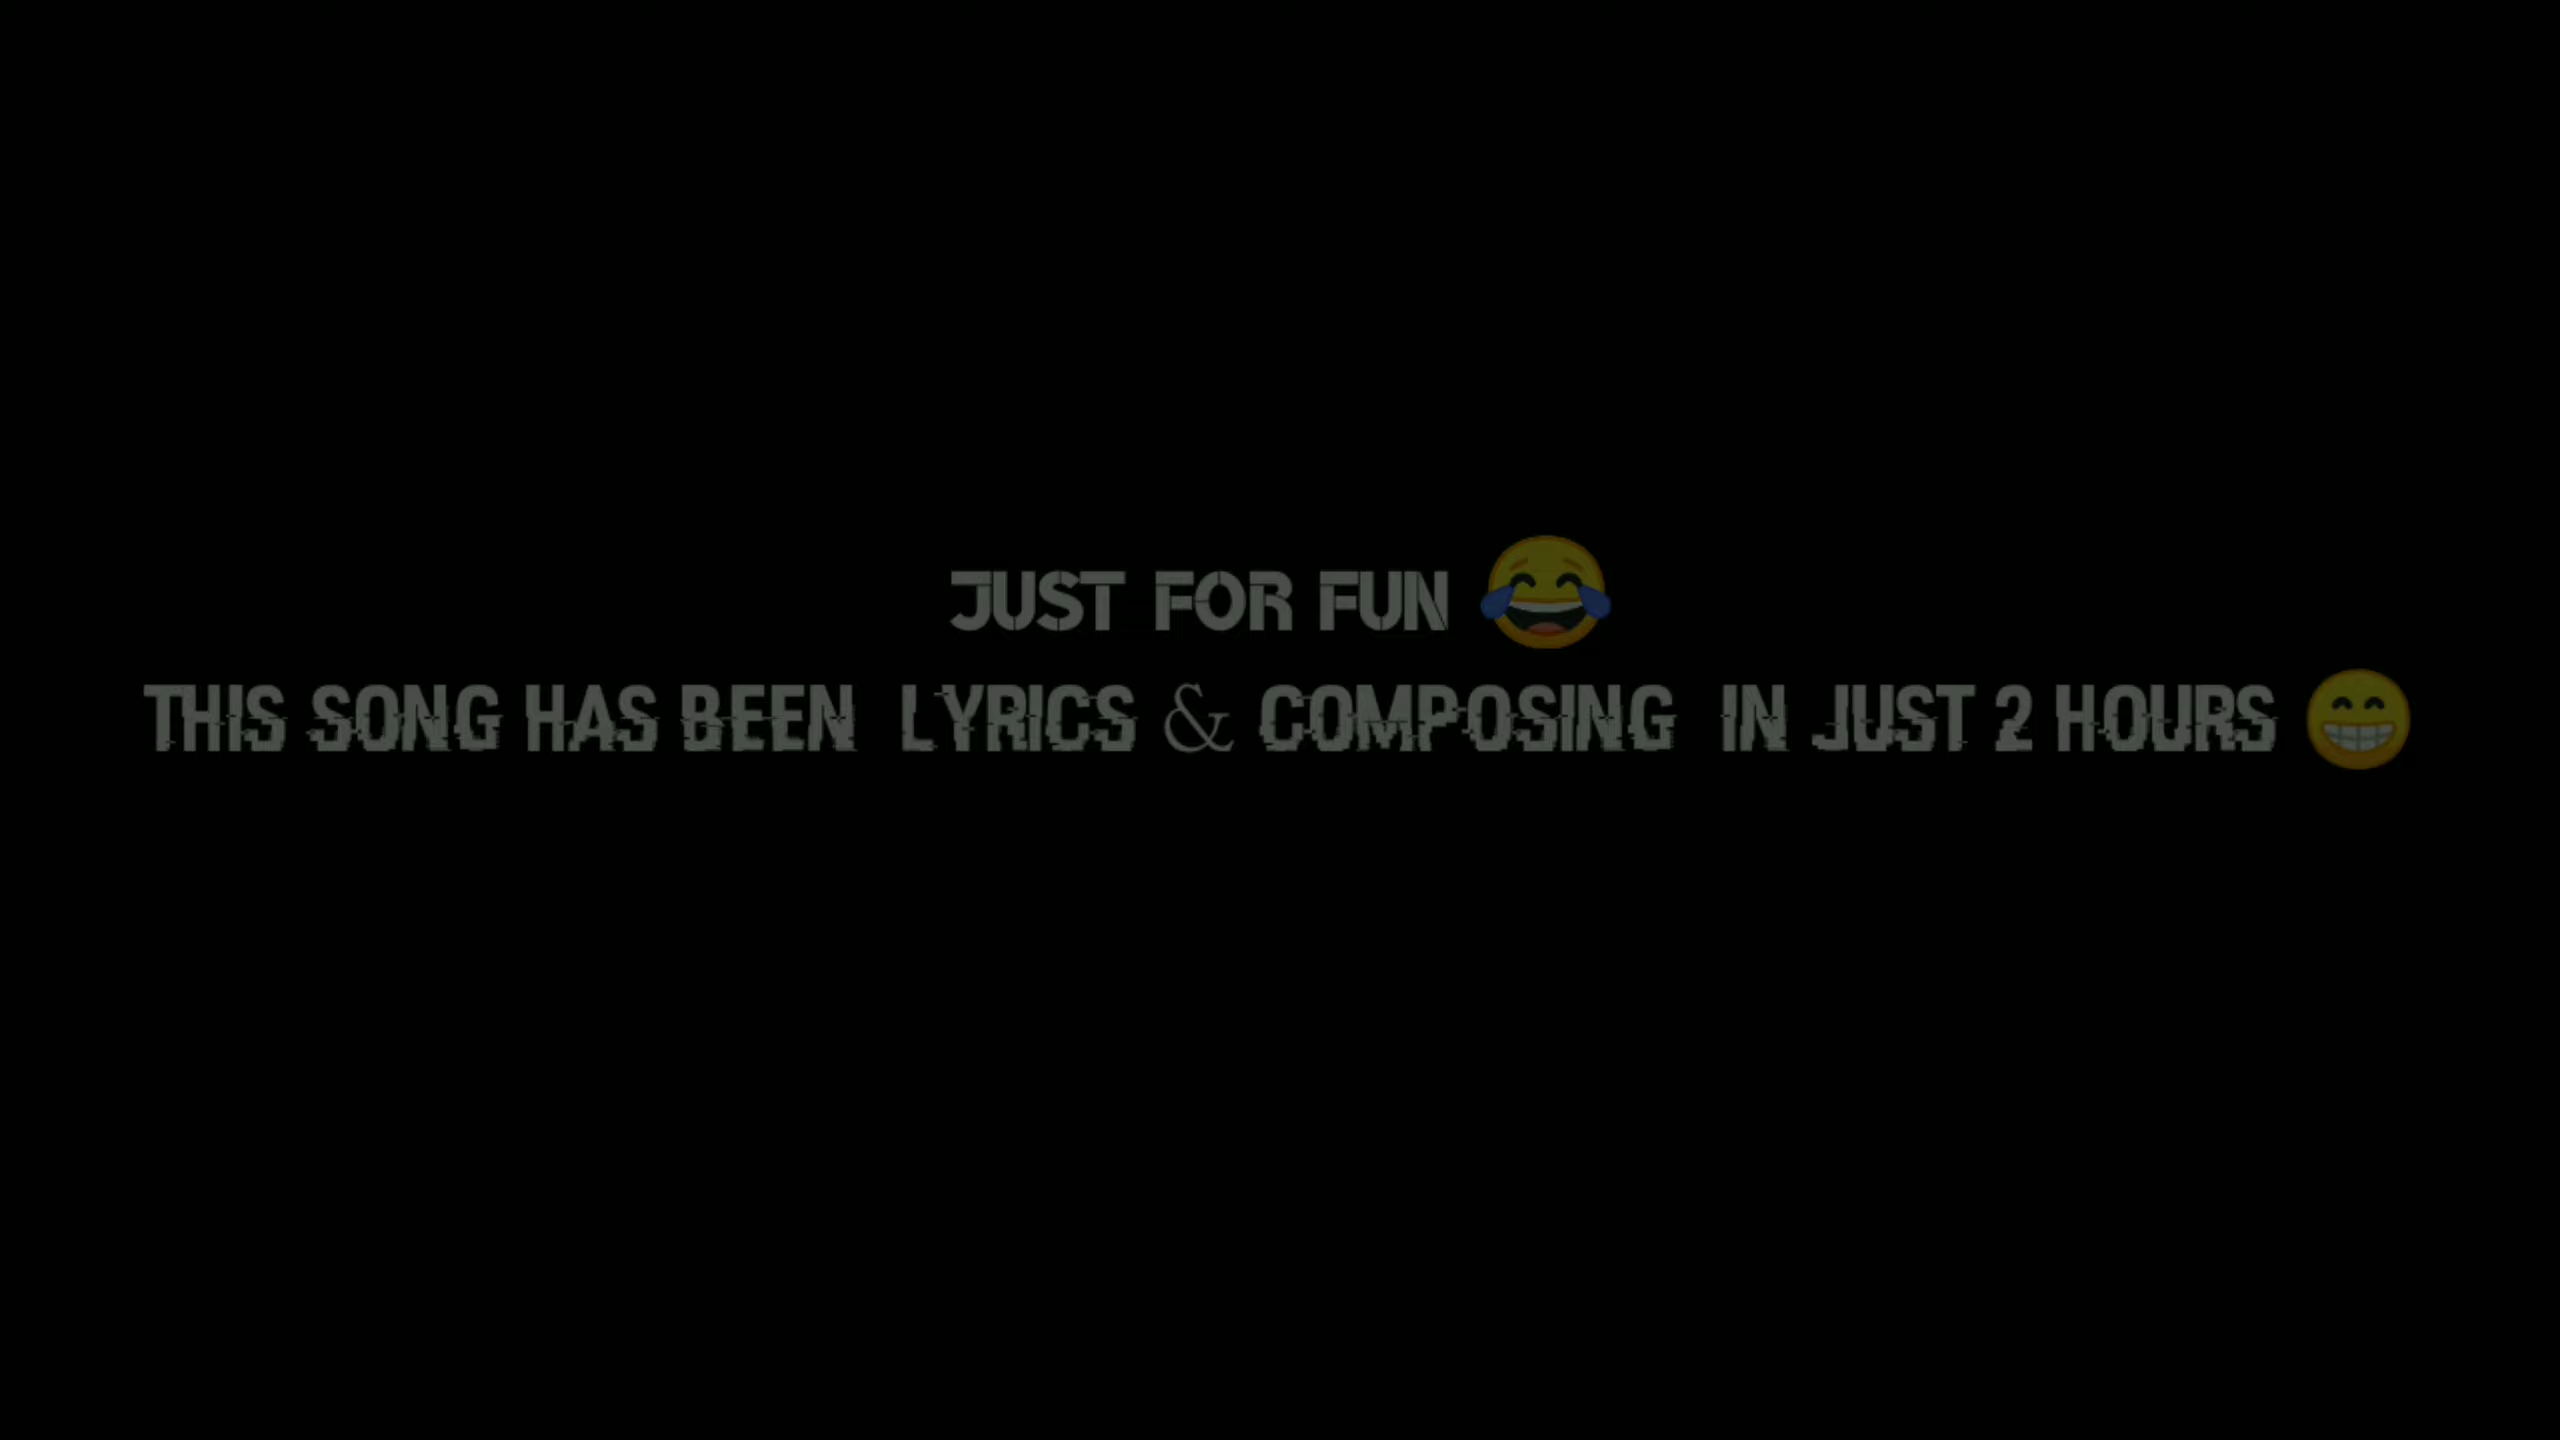 JUST FOR FUN 😂
THIS SONG HAS BEEN LYRICS & COMPOSING IN JUST 2 HOURS 😁